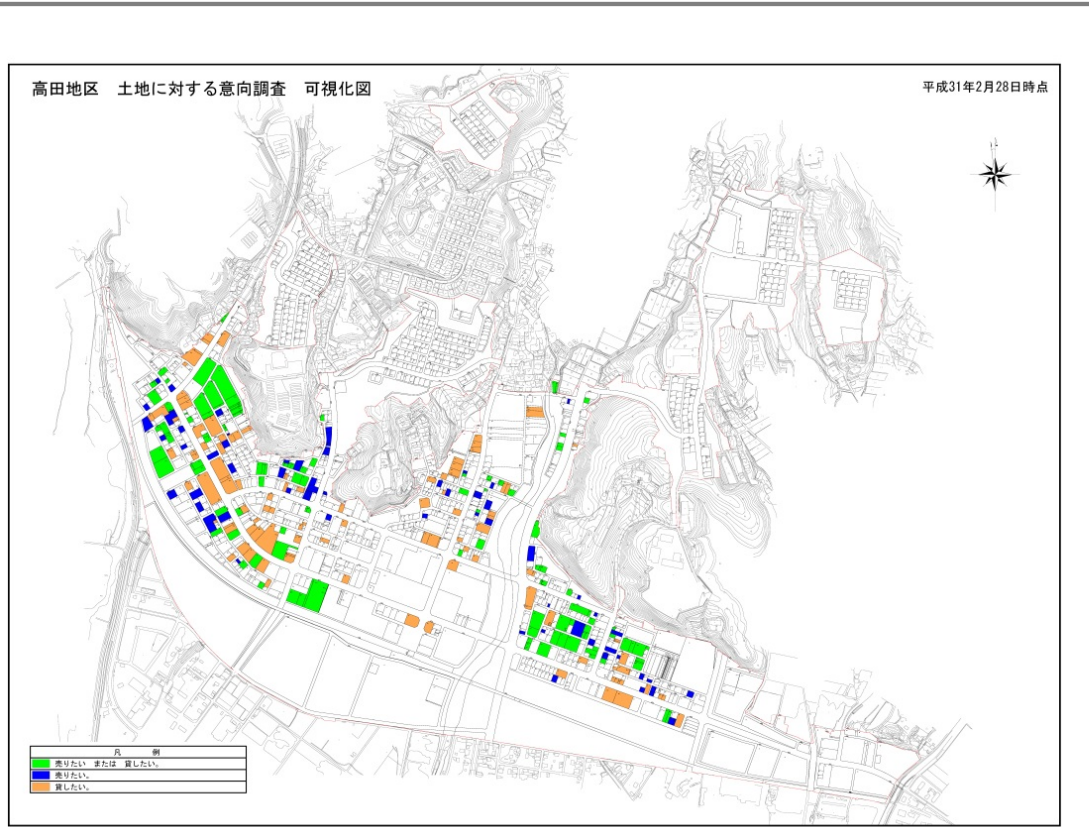 高田地区　土地に対する意向調査　可視化図
平成31年2月28日時点
凡　例
売りたい　または　貸したい。
売りたい。
貸したい。